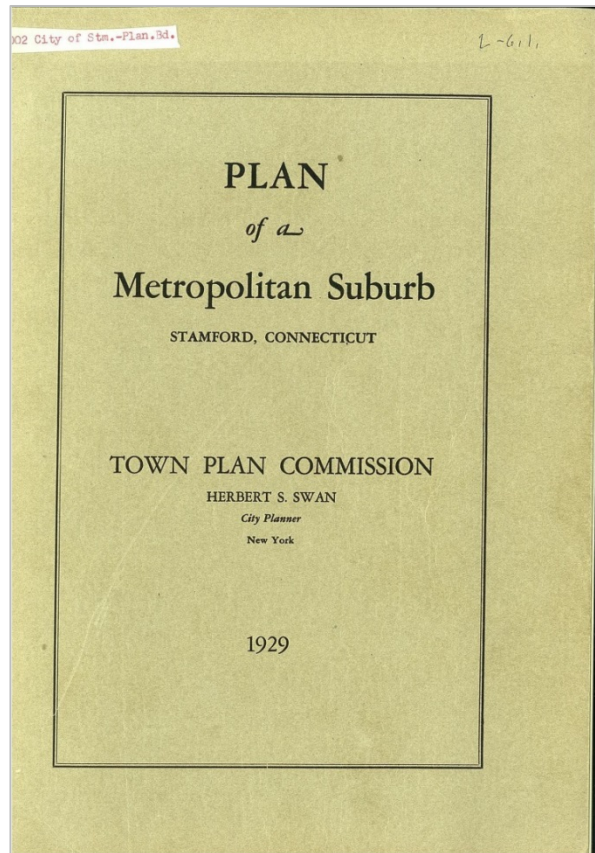 002 City of Stm.-Plan.Bd.
PLAN
of a
Metropolitan Suburb
STAMFORD, CONNECTICUT
TOWN PLAN COMMISSION
HERBERT S. SWAN
City Planner
New York
1929